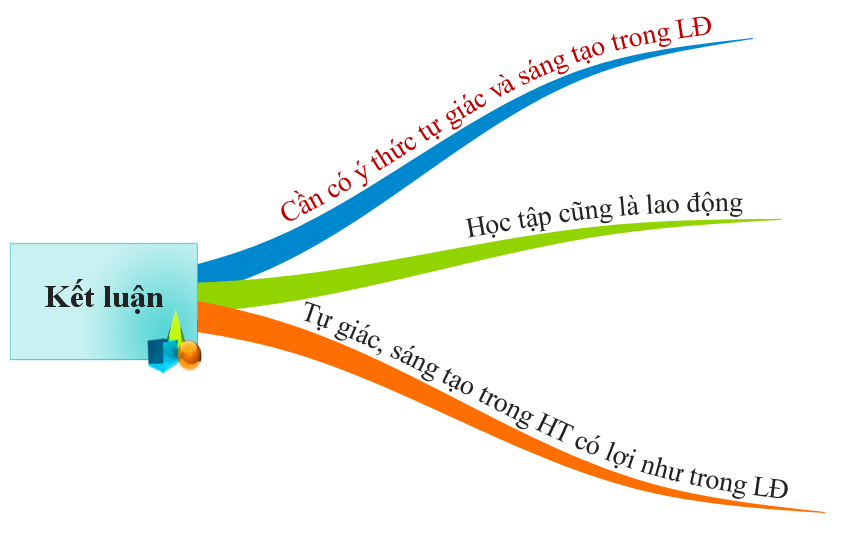 Cần có ý thức tự giác và sáng tạo trong LĐ
Học tập cũng là lao động
Kết luận
Tự giác, sáng tạo trong HT có lợi như trong LĐ